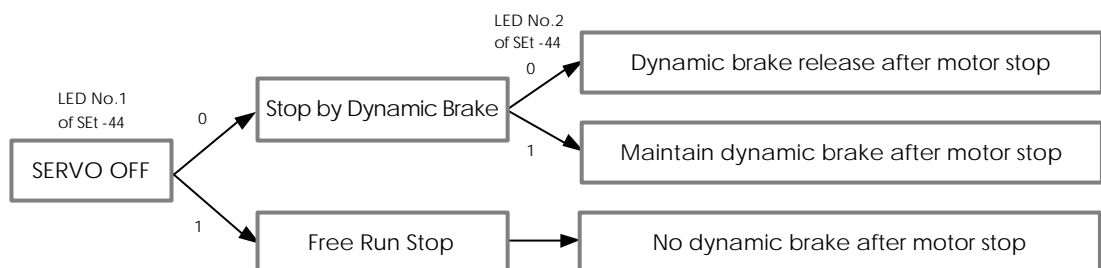 LED No.2
of SEt -44
0
Dynamic brake release after motor stop
LED No.1
of SEt -44
0
Stop by Dynamic Brake
1
Maintain dynamic brake after motor stop
SERVO OFF
1
Free Run Stop
No dynamic brake after motor stop